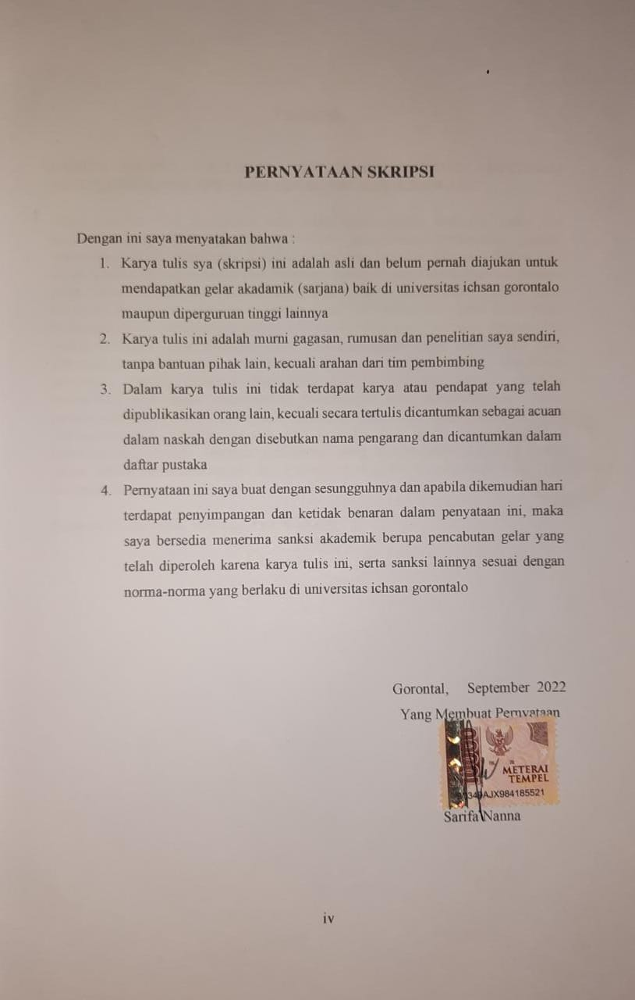 PERNYATAAN SKRIPSI
Dengan ini saya menyatakan bahwa :
1. Karya tulis sya (skripsi) ini adalah asli dan belum pernah diajukan untuk
mendapatkan gelar akadamik (sarjana) baik di universitas ichsan gorontalo
maupun diperguruan tinggi lainnya
2. Karya tulis ini adalah murni gagasan, rumusan dan penelitian saya sendiri,
tanpa bantuan pihak lain, kecuali arahan dari tim pembimbing
3. Dalam karya tulis ini tidak terdapat karya atau pendapat yang telah
dipublikasikan orang lain, kecuali secara tertulis dicantumkan sebagai acuan
dalam naskah dengan disebutkan nama pengarang dan dicantumkan dalam
daftar pustaka
4. Pernyataan ini saya buat dengan sesungguhnya dan apabila dikemudian hari
terdapat penyimpangan dan ketidak benaran dalam penyataan ini, maka
saya bersedia menerima sanksi akademik berupa pencabutan gelar yang
telah diperoleh karena karya tulis ini, serta sanksi lainnya sesuai dengan
norma-norma yang berlaku di universitas ichsan gorontalo
Gorontal, September 2022
Yang Membuat Pernyataan
METERAI
TEMPEL
AJX984185521
Sarifa Nanna
iv